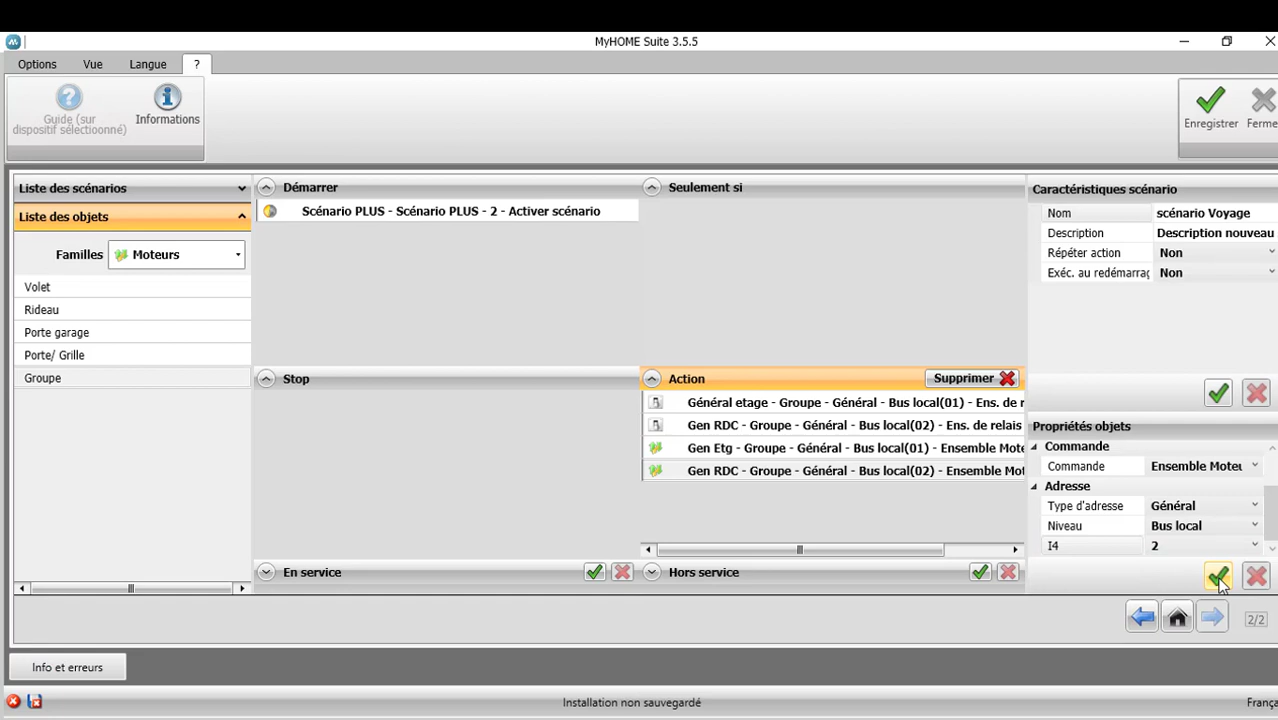 MyHOME Suite 3.5.5
Options Vue Langue ?
Guide (sur
dispositif sélectioonné)
Informations
Enregistrer Ferme
Liste des scénarios
Liste des objets
Familles Moteurs
Volet
Rideau
Porte garage
Porte/ Grille
Groupe
Démarrer
Scénario PLUS - Scénario PLUS - 2 - Activer scénario
Seulement si
Stop
Action Supprimer
Général etage - Groupe - Général - Bus local(01) - Ens. de r
Gen RDC - Groupe - Général - Bus local(02) - Ens. de relais
Gen Etg - Groupe - Général - Bus local(01) - Ensemble Mote
Gen RDC - Groupe - Général - Bus local(02) - Ensemble Mot
En service
Hors service
Caractéristiques scénario
Nom scénario Voyage
Description Description nouveau
Répéter action Non
Exéc. au redémarraç Non
Propriétés objets
Commande
Commande Ensemble Moteu
Adresse
Type d'adresse Général
Niveau Bus local
I4 2
2/2
Info et erreurs
Installation non sauvegardé
França